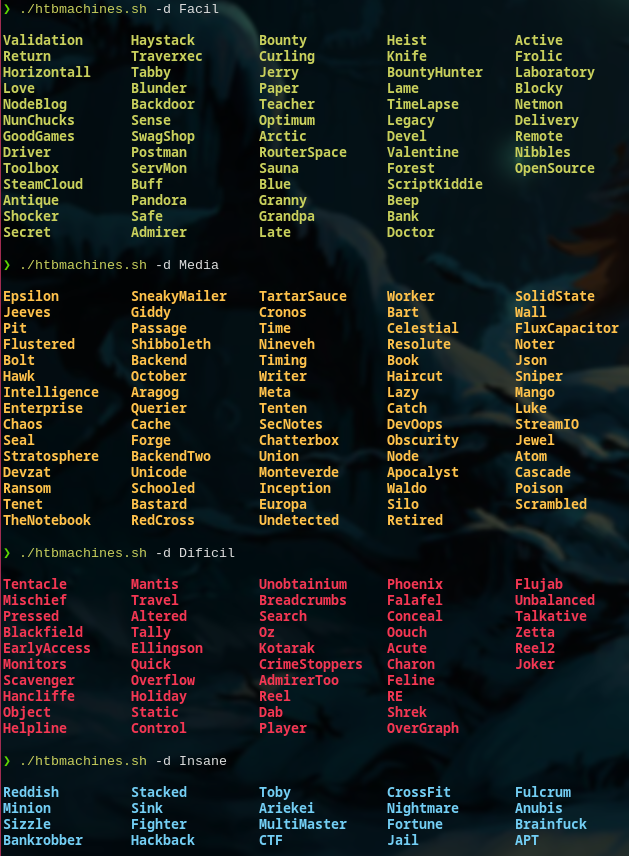 ❯ ./htbmachines.sh -d Facil
Validation Haystack Bounty Heist Active
Return Traverxec Curling Knife Frolic
Horizontall Tabby Jerry BountyHunter Laboratory
Love Blunder Paper Lame Blocky
NodeBlog Backdoor Teacher TimeLapse Netmon
NunChucks Sense Optimum Legacy Delivery
GoodGames SwagShop Arctic Devel Remote
Driver Postman RouterSpace Valentine Nibbles
Toolbox ServMon Sauna Forest OpenSource
SteamCloud Buff Blue ScriptKiddie
Antique Pandora Granny Beep
Shocker Safe Grandpa Bank
Secret Admirer Late Doctor
❯ ./htbmachines.sh -d Media
Epsilon SneakyMailer TartarSauce Worker SolidState
Jeeves Giddy Cronos Bart Wall
Pit Passage Time Celestial FluxCapacitor
Flustered Shibboleth Nineveh Resolute Noter
Bolt Backend Timing Book Json
Hawk October Writer Haircut Sniper
Intelligence Aragog Meta Lazy Mango
Enterprise Querier Tenten Catch Luke
Chaos Cache SecNotes DevOops StreamIO
Seal Forge Chatterbox Obscurity Jewel
Stratosphere BackendTwo Union Node Atom
Devzat Unicode Monteverde Apocalyst Cascade
Ransom Schooled Inception Waldo Poison
Tenet Bastard Europa Silo Scrambled
TheNotebook RedCross Undetected Retired
❯ ./htbmachines.sh -d Dificil
Tentacle Mantis Unobtainium Phoenix Flujab
Mischief Travel Breadcrumbs Falafel Unbalanced
Pressed Altered Search Conceal Talkative
Blackfield Tally Oz Oouch Zetta
EarlyAccess Ellingson Kotarak Acute Reel2
Monitors Quick CrimeStoppers Charon Joker
Scavenger Overflow AdmirerToo Feline
Hancliffe Holiday Reel RE
Object Static Dab Shrek
Helpline Control Player OverGraph
❯ ./htbmachines.sh -d Insane
Reddish Stacked Toby CrossFit Fulcrum
Minion Sink Ariekei Nightmare Anubis
Sizzle Fighter MultiMaster Fortune Brainfuck
Bankrobber Hackback CTF Jail APT